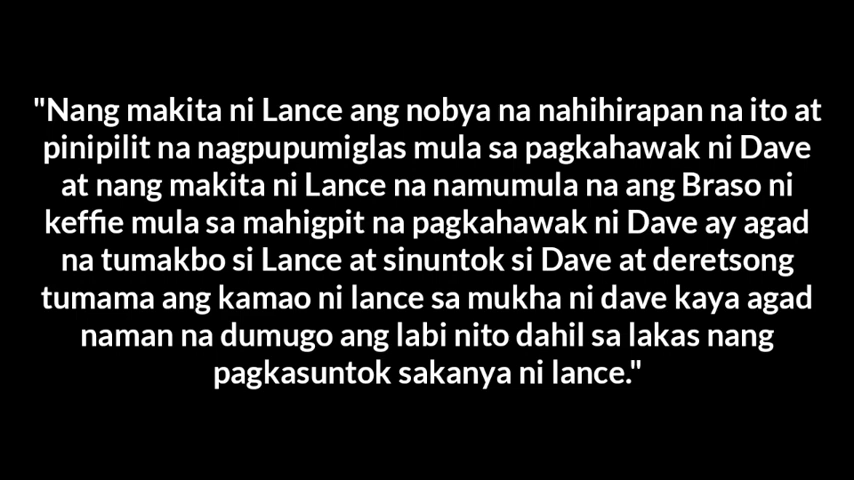 "Nang makita ni Lance ang nobya na nahihirapan na ito at
pinipilit na nagpupumiglas mula sa pagkahawak ni Dave
at nang makita ni Lance na namumula na ang Braso ni
keffie mula sa mahigpit na pagkahawak ni Dave ay agad
na tumakbo si Lance at sinuntok si Dave at deretsong
tumama ang kamao ni lance sa mukha ni dave kaya agad
naman na dumugo ang labi nito dahil sa lakas nang
pagkasuntok sakanya ni lance."